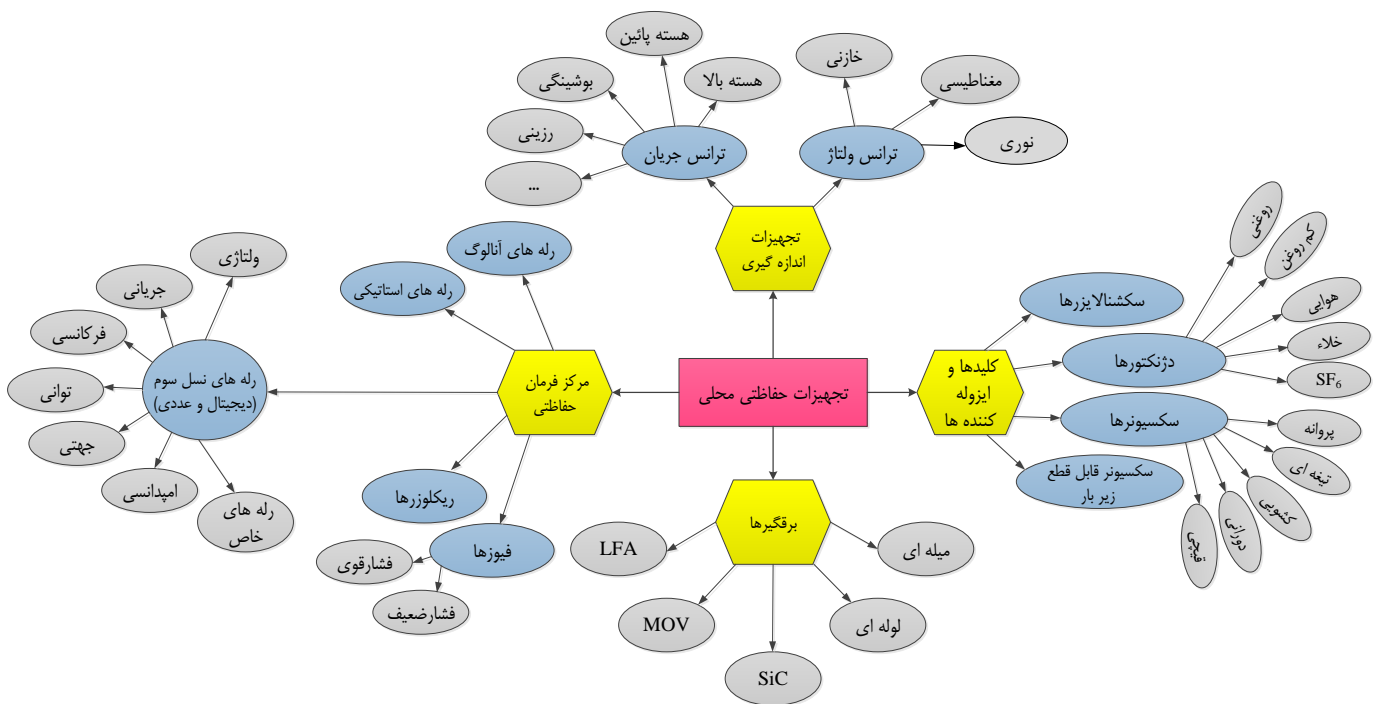 هسته پائین
هسته بالا
بوشینگی
رزینی
...
ترانس جریان
خازنی
مغناطیسی
نوری
ترانس ولتاژ
تجهیزات
اندازه گیری
تجهیزات حفاظتی محلی
کلیدها و
ایزوله
کننده ها
سکشنالایزرها
دژنکتورها
روغنی
کم روغن
هوایی
خلاء
SF₆
سکسیونرها
پروانه
تیغه ای
کشویی
دورانی
قیچی
سکسیونر قابل قطع
زیر بار
برقگیرها
میله ای
لوله ای
SiC
MOV
LFA
مرکز فرمان
حفاظتی
رله های آنالوگ
رله های استاتیکی
رله های نسل سوم
(دیجیتال و عددی)
ولتاژی
جریانی
فرکانسی
توانی
جهتی
امپدانسی
رله های
خاص
ریکلوزرها
فیوزها
فشارقوی
فشارضعیف